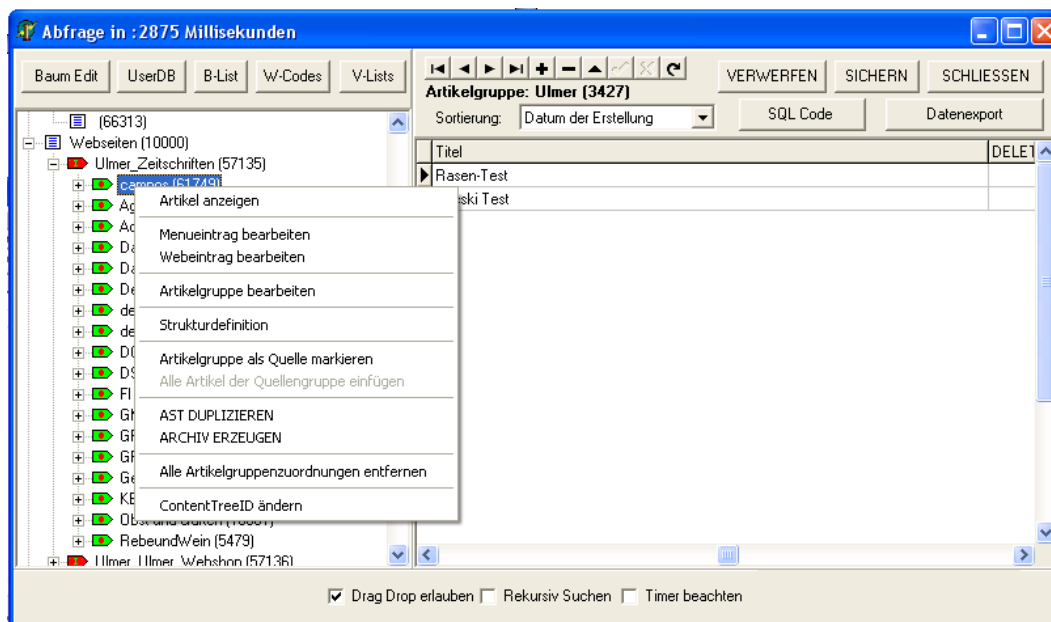 Abfrage in :2875 Millisekunden
Baum Edit UserDB B-List W-Codes V-Lists
VERWERFEN SICHERN SCHLIESSEN
Artikelgruppe: Ulmer (3427)
Sortierung: Datum der Erstellung
SQL Code Datenexport
(66313)
Webseiten (10000)
Ulmer_Zeitschriften (57135)
campos (61749)
Titel DELET
Rasen-Test
Test
Artikel anzeigen
Menueintrag bearbeiten
Webeintrag bearbeiten
Artikelgruppe bearbeiten
Strukturdefinition
Artikelgruppe als Quelle markieren
Alle Artikel der Quellengruppe einfügen
AST DUPLIZIEREN
ARCHIV ERZEUGEN
Alle Artikelgruppenzuordnungen entfernen
ContentTreeID ändern
RebeundWein (5479)
Ulmer_Ulmer_Webshop (57136)
Drag Drop erlauben Rekursiv Suchen Timer beachten